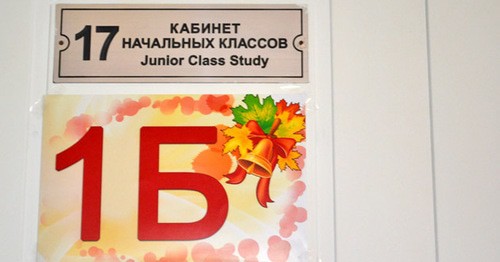 17
КАБИНЕТ
НАЧАЛЬНЫХ КЛАССОВ
Junior Class Study
1Б